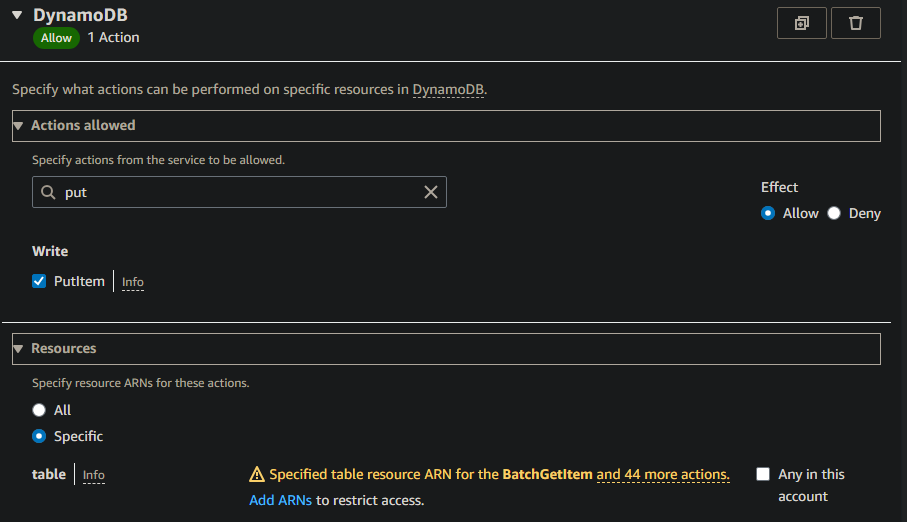 DynamoDB
Allow 1 Action
Specify what actions can be performed on specific resources in DynamoDB.
Actions allowed
Specify actions from the service to be allowed.
put
Effect
Allow Deny
Write
PutItem Info
Resources
Specify resource ARNs for these actions.
All
Specific
table Info
Specified table resource ARN for the BatchGetItem and 44 more actions.
Add ARNs to restrict access.
Any in this
account